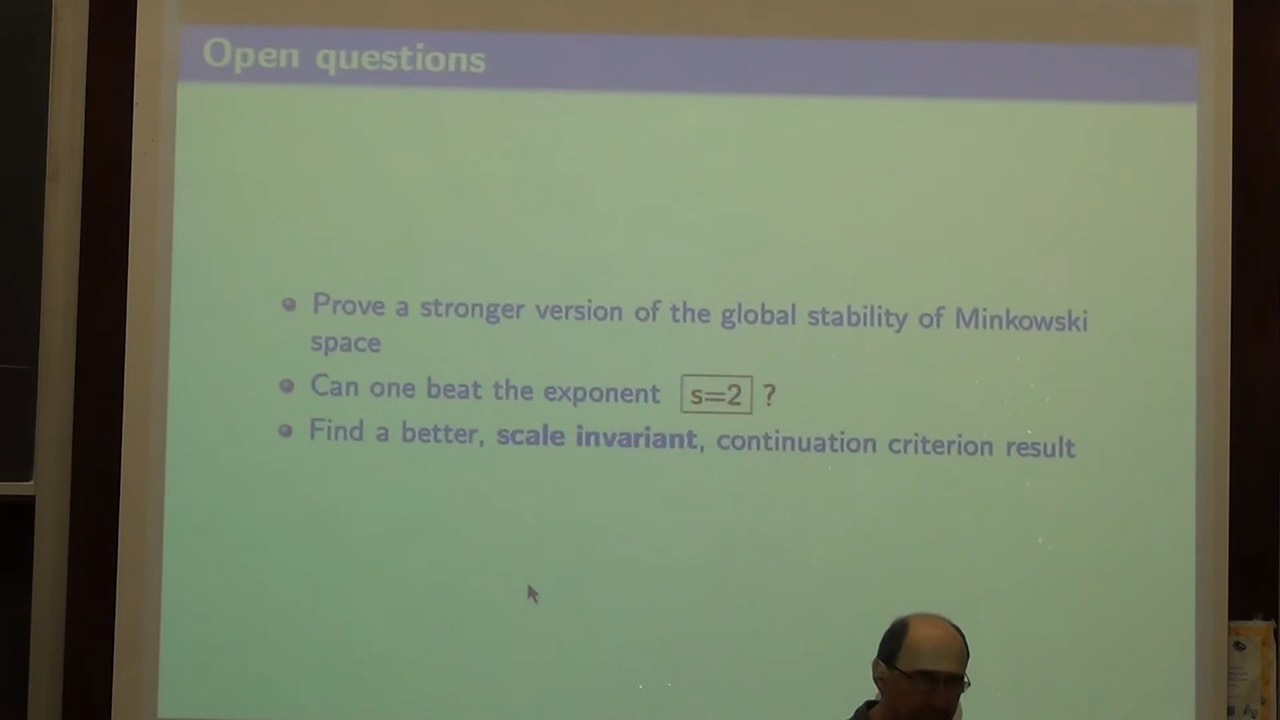 Open questions
Prove a stronger version of the global stability of Minkowski
space
Can one beat the exponent s=2 ?
Find a better, scale invariant, continuation criterion result